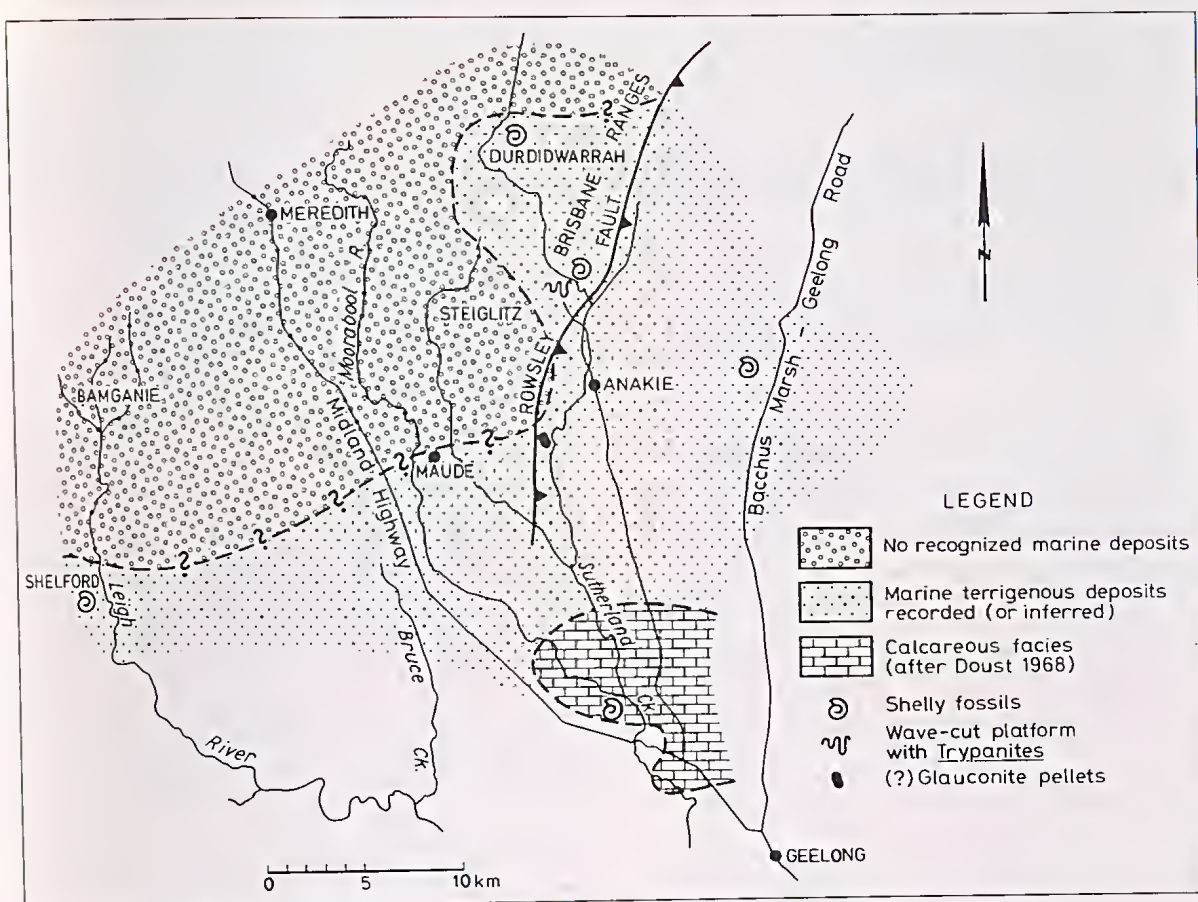 RANGES
BRISBANE
FAULT
ROWSLEY
DURDIDWARRAH
?
MEREDITH
Moorabool R.
STEIGLITZ
BAMGANIE
ANAKIE
Bacchus Marsh – Geelong Road
N
Midland Highway
MAUDE
?
?
?
?
?
SHELFORD
Leigh
River
Bruce
Ck.
Sutherland
Ck.
GEELONG
LEGEND
No recognized marine deposits
Marine terrigenous deposits
recorded (or inferred)
Calcareous facies
(after Doust 1968)
Shelly fossils
Wave-cut platform
with Trypanites
(?) Glauconite pellets
0 5 10 km